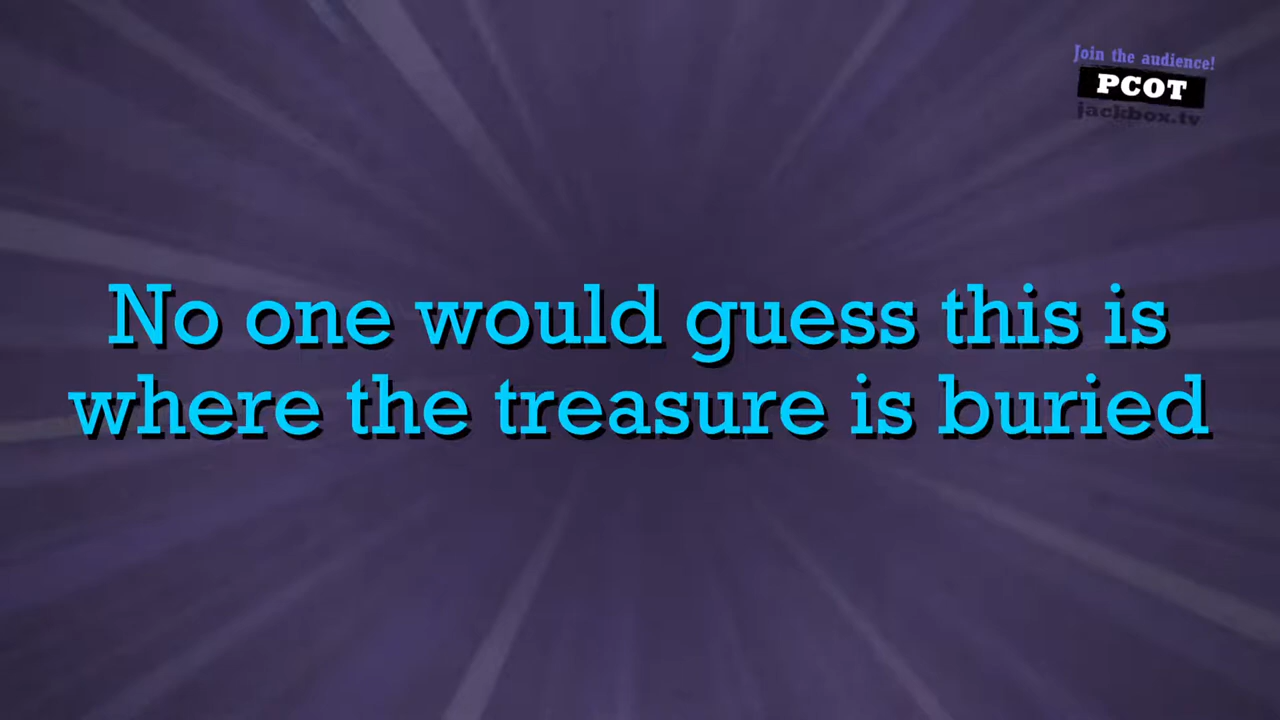 Join the audience!
PCOT
jackbox.tv
No one would guess this is
where the treasure is buried